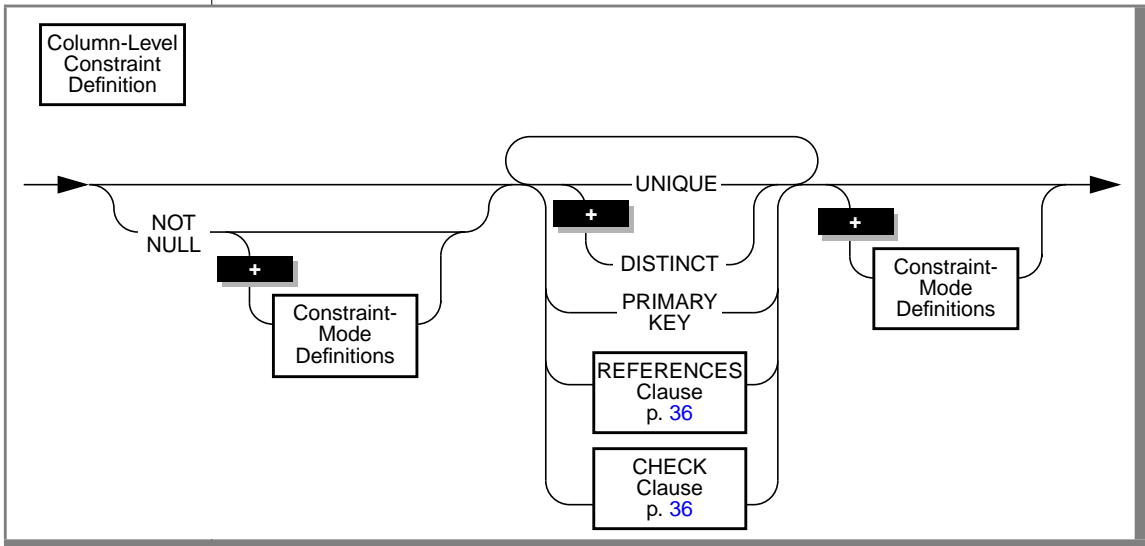 Column-Level
Constraint
Definition
NOT
NULL
+
Constraint-
Mode
Definitions
UNIQUE
+
DISTINCT
PRIMARY
KEY
REFERENCES
Clause
p. 36
CHECK
Clause
p. 36
+
Constraint-
Mode
Definitions